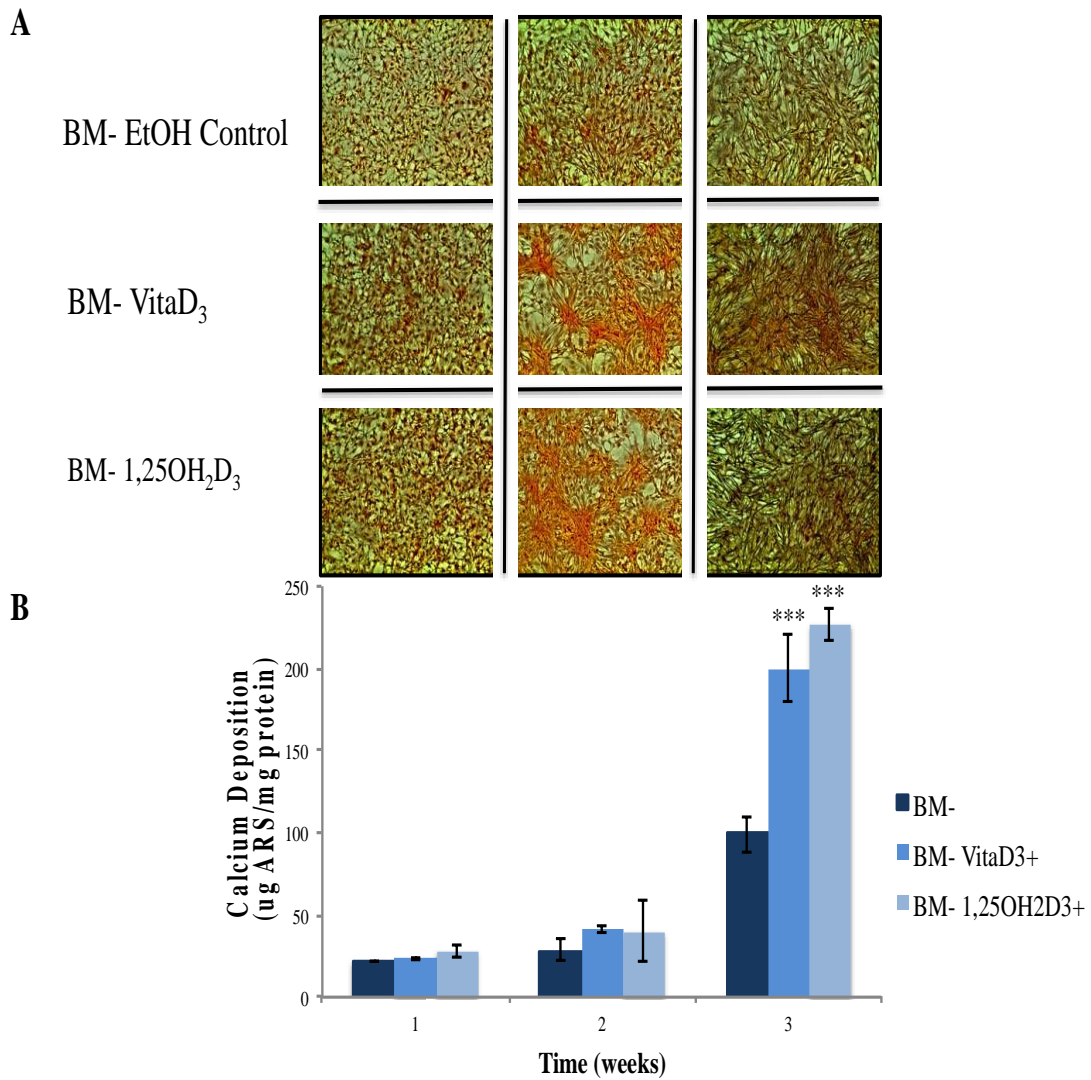 A
BM- EtOH Control
BM- VitaD₃
BM- 1,25OH₂D₃
B
Calcium Deposition
(ug ARS/mg protein)
250
200
150
100
50
0
***
***
1
2
3
Time (weeks)
BM-
BM- VitaD3+
BM- 1,25OH2D3+